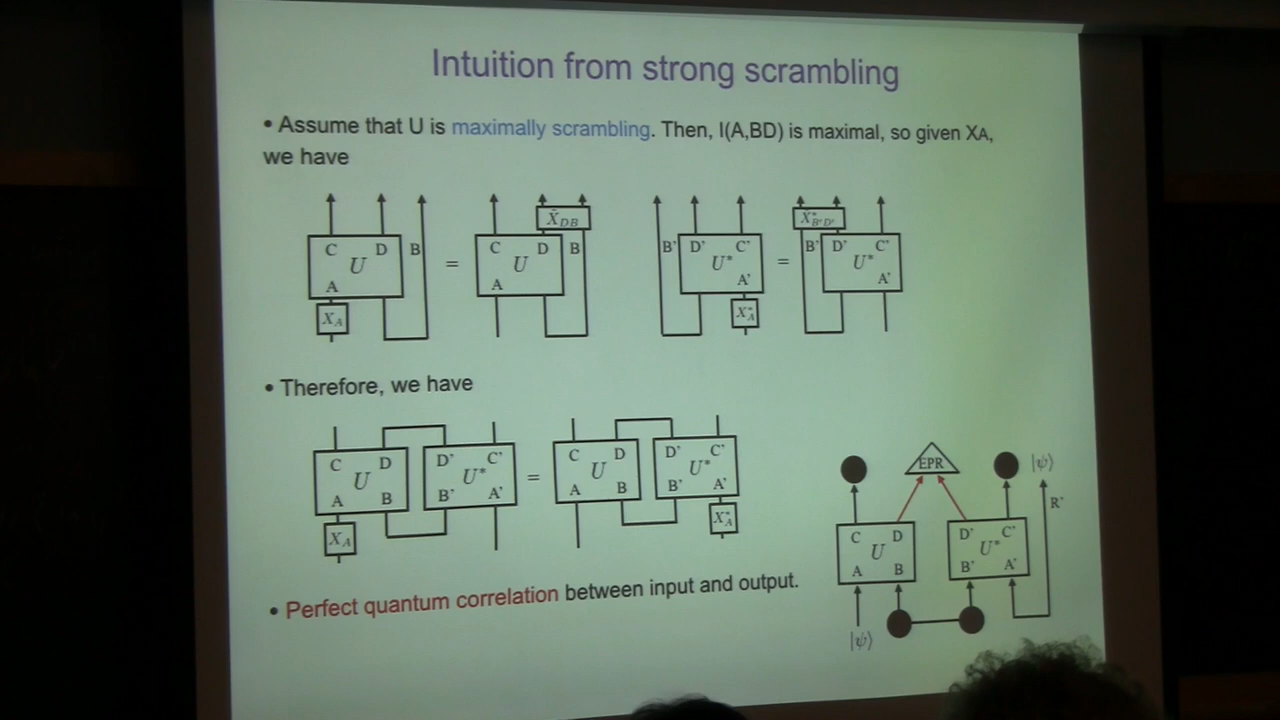 Intuition from strong scrambling
• Assume that U is maximally scrambling. Then, I(A,BD) is maximal, so given XA,
we have
C D B U A X_A
=
X̃_DB C D B U A
B' D' C' U* A' X*_A
=
X̃*_B'D' B' D' C' U* A'
• Therefore, we have
C D U A B X_A
D' C' U* B' A'
=
C D U A B
D' C' U* B' A' X*_A
EPR |ψ⟩
R'
C D U A B
D' C' U* B' A'
|ψ⟩
• Perfect quantum correlation between input and output.